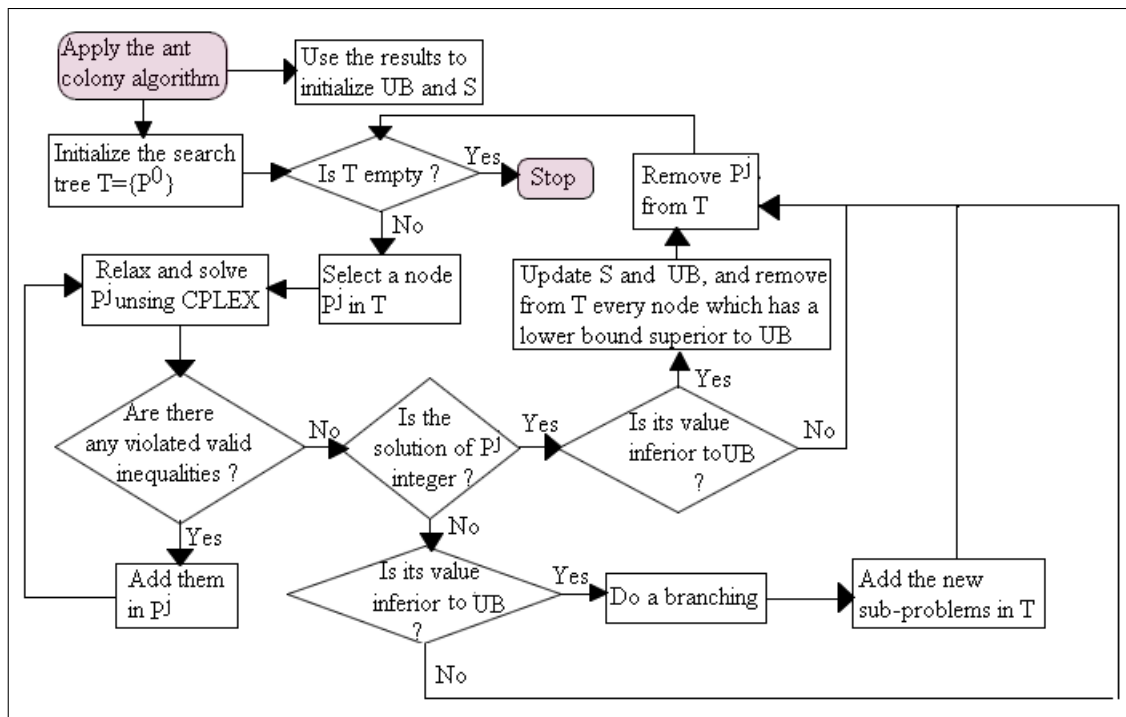 Apply the ant
colony algorithm
Use the results to
initialize UB and S
Initialize the search
tree T={P0}
Is T empty ?
Yes
Stop
Remove Pj
from T
No
Relax and solve
Pj unsing CPLEX
Select a node
Pj in T
Update S and UB, and remove
from T every node which has a
lower bound superior to UB
Yes
Are there
any violated valid
inequalities ?
No
Is the
solution of Pj
integer ?
Yes
Is its value
inferior to UB
?
No
Yes
No
Add them
in Pj
Is its value
inferior to UB
?
Yes
Do a branching
Add the new
sub-problems in T
No